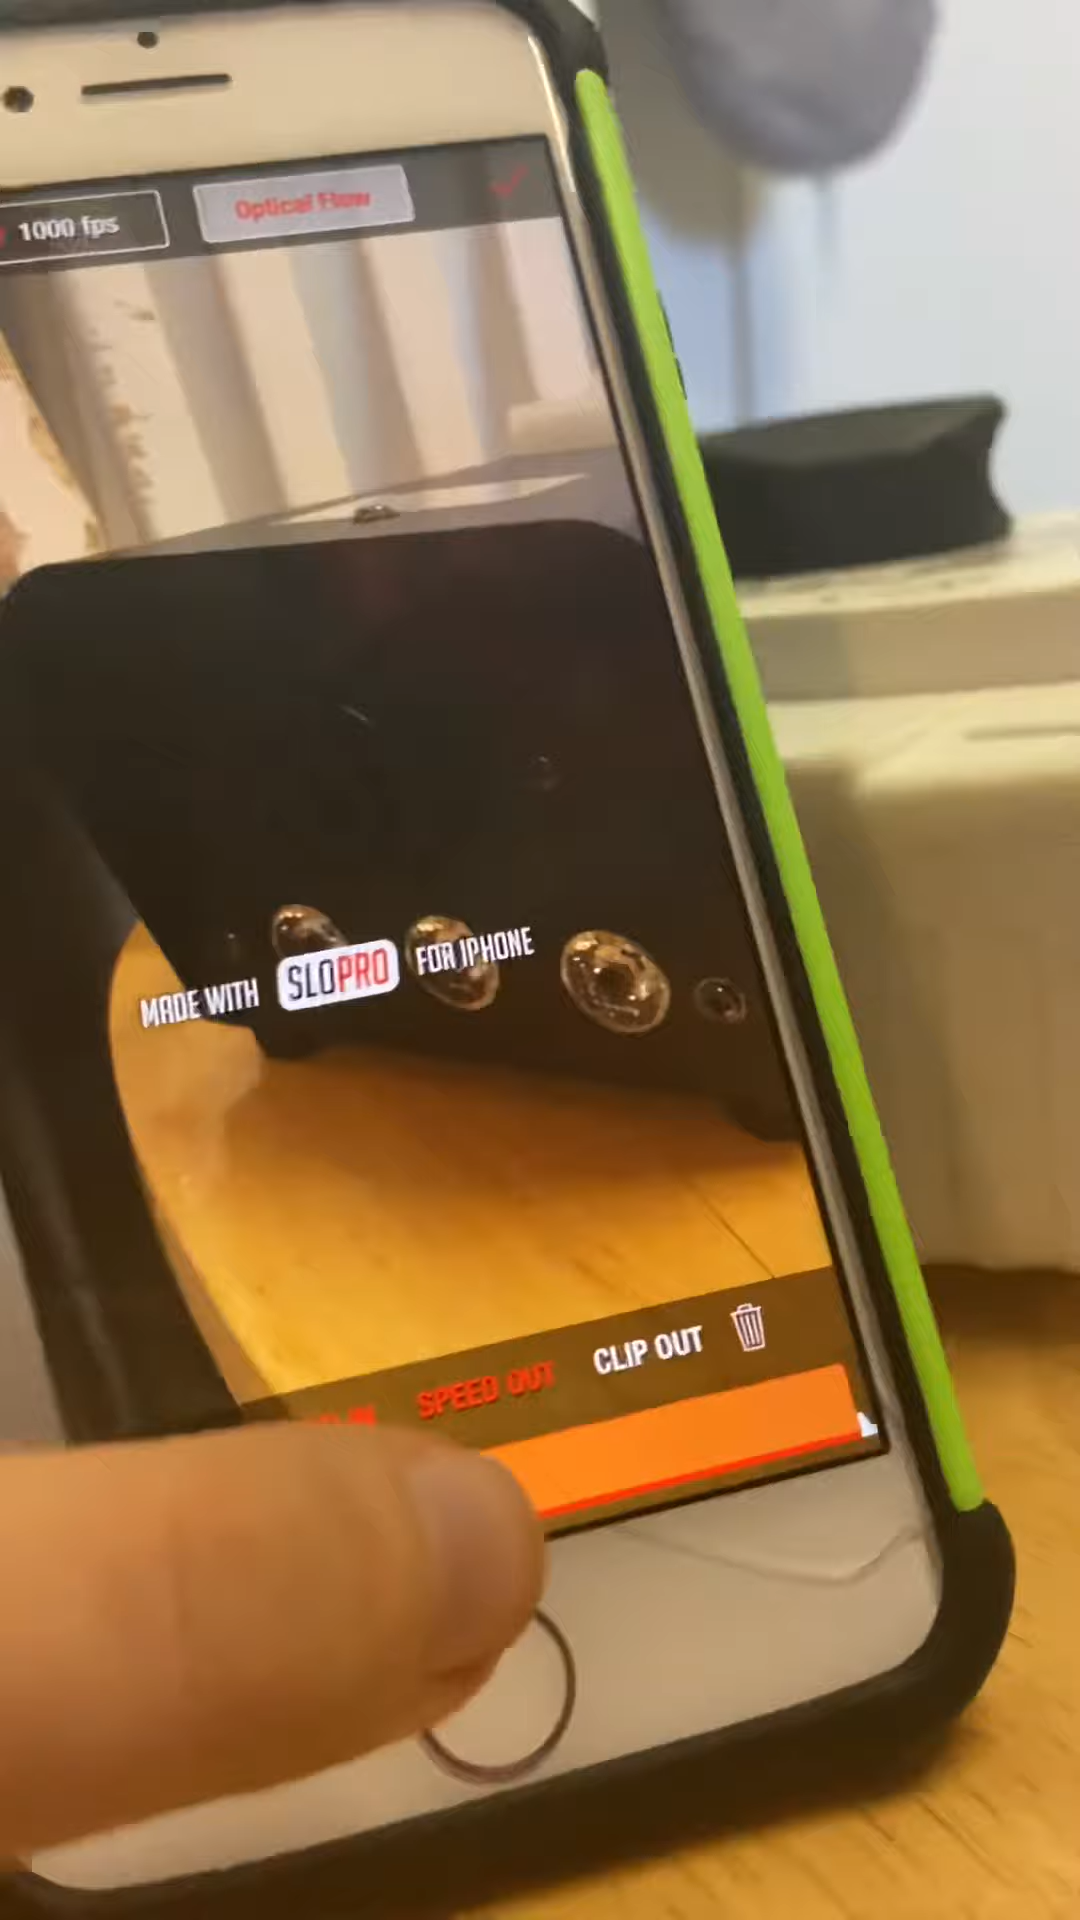 1000 fps
Optical Flow
MADE WITH SLOPRO FOR IPHONE
SPEED OUT
CLIP OUT